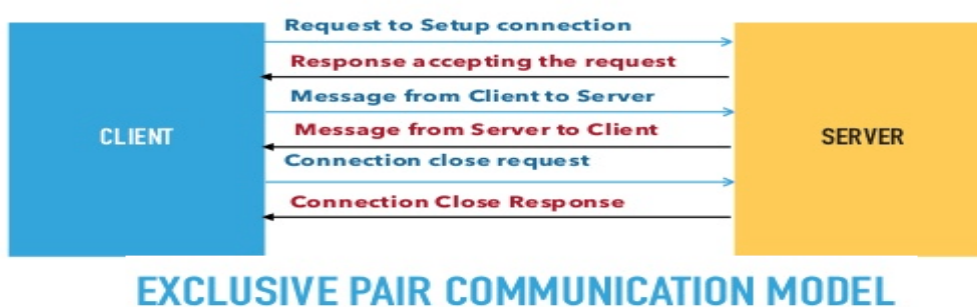 Request to Setup connection
Response accepting the request
Message from Client to Server
CLIENT
Message from Server to Client
SERVER
Connection close request
Connection Close Response
EXCLUSIVE PAIR COMMUNICATION MODEL